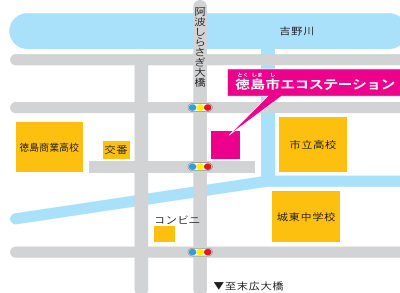 阿波しらさぎ大橋
吉野川
とくしまし
徳島市エコステーション
徳島商業高校
交番
市立高校
コンビニ
城東中学校
▼至末広大橋